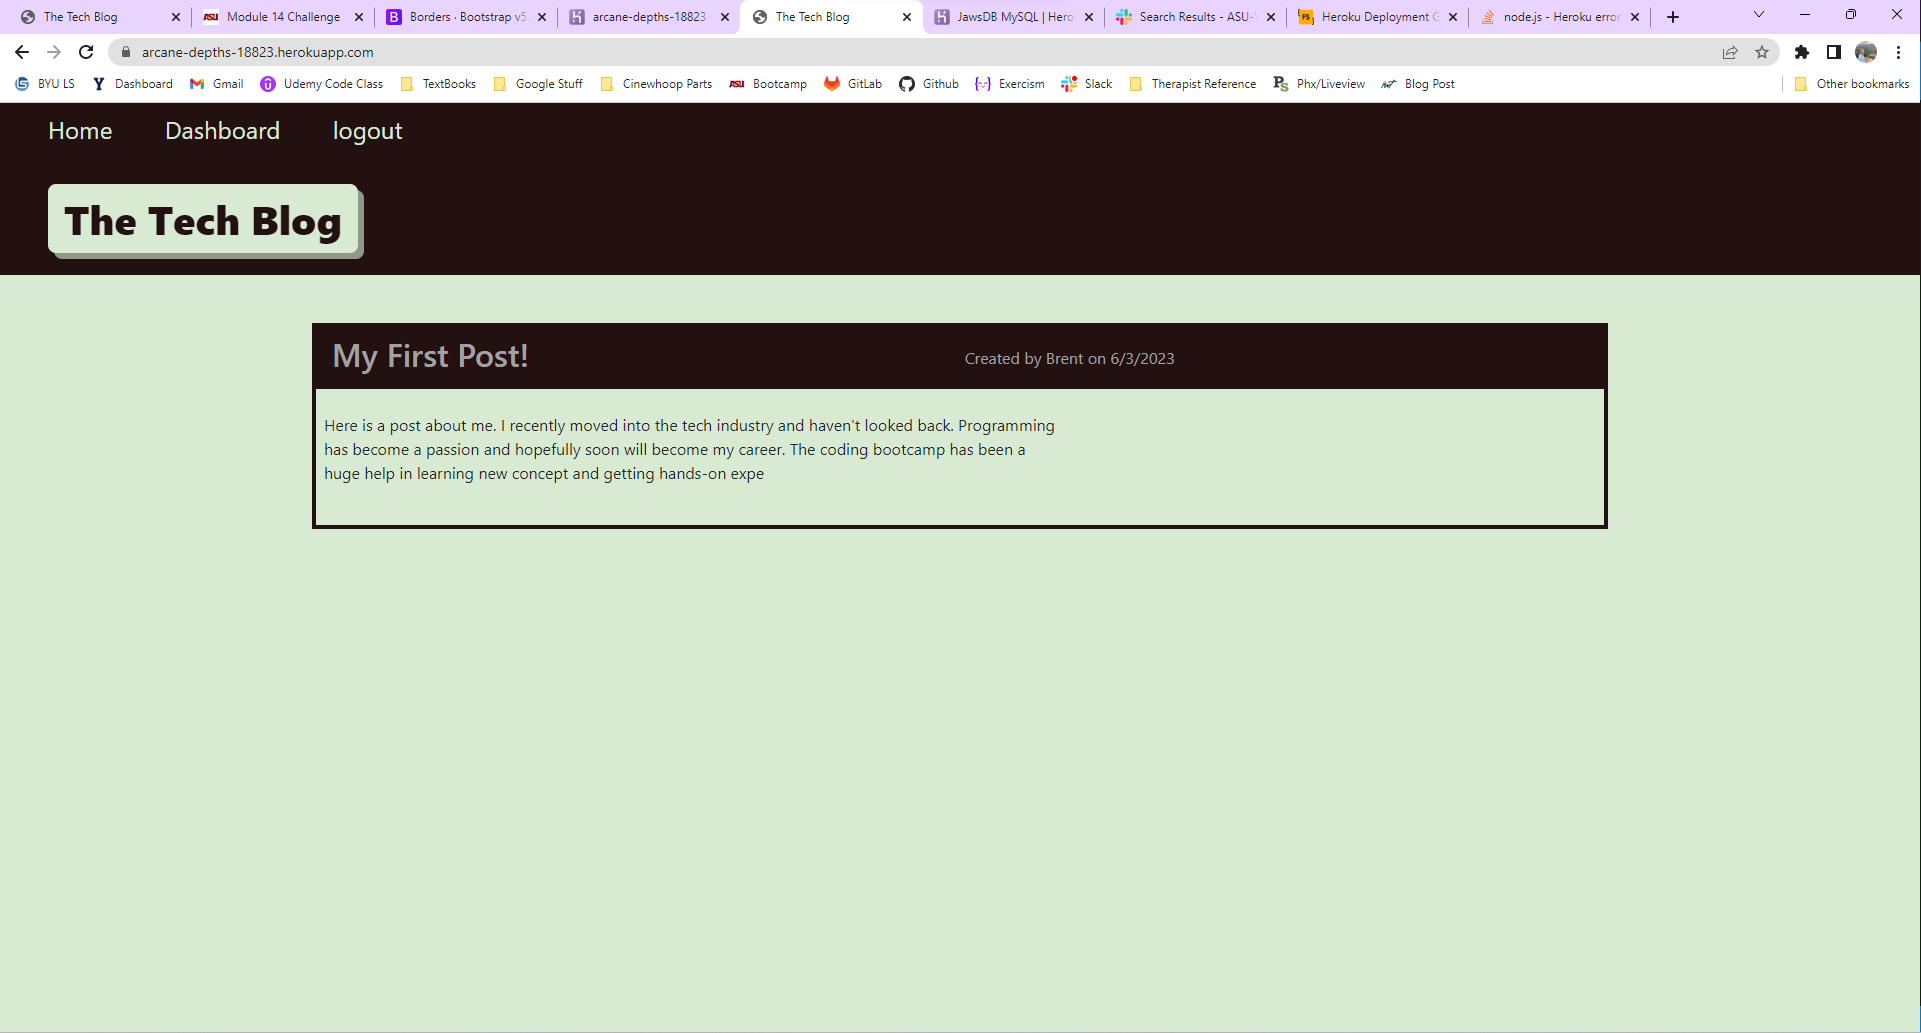 The Tech Blog
Module 14 Challenge
Borders · Bootstrap v5.
arcane-depths-18823
The Tech Blog
JawsDB MySQL | Hero
Search Results - ASU-
Heroku Deployment G
node.js - Heroku error
arcane-depths-18823.herokuapp.com
BYU LS
Dashboard
Gmail
Udemy Code Class
TextBooks
Google Stuff
Cinewhoop Parts
Bootcamp
GitLab
Github
Exercism
Slack
Therapist Reference
Phx/Liveview
Blog Post
Other bookmarks
Home
Dashboard
logout
The Tech Blog
My First Post!
Created by Brent on 6/3/2023
Here is a post about me. I recently moved into the tech industry and haven't looked back. Programming
has become a passion and hopefully soon will become my career. The coding bootcamp has been a
huge help in learning new concept and getting hands-on expe